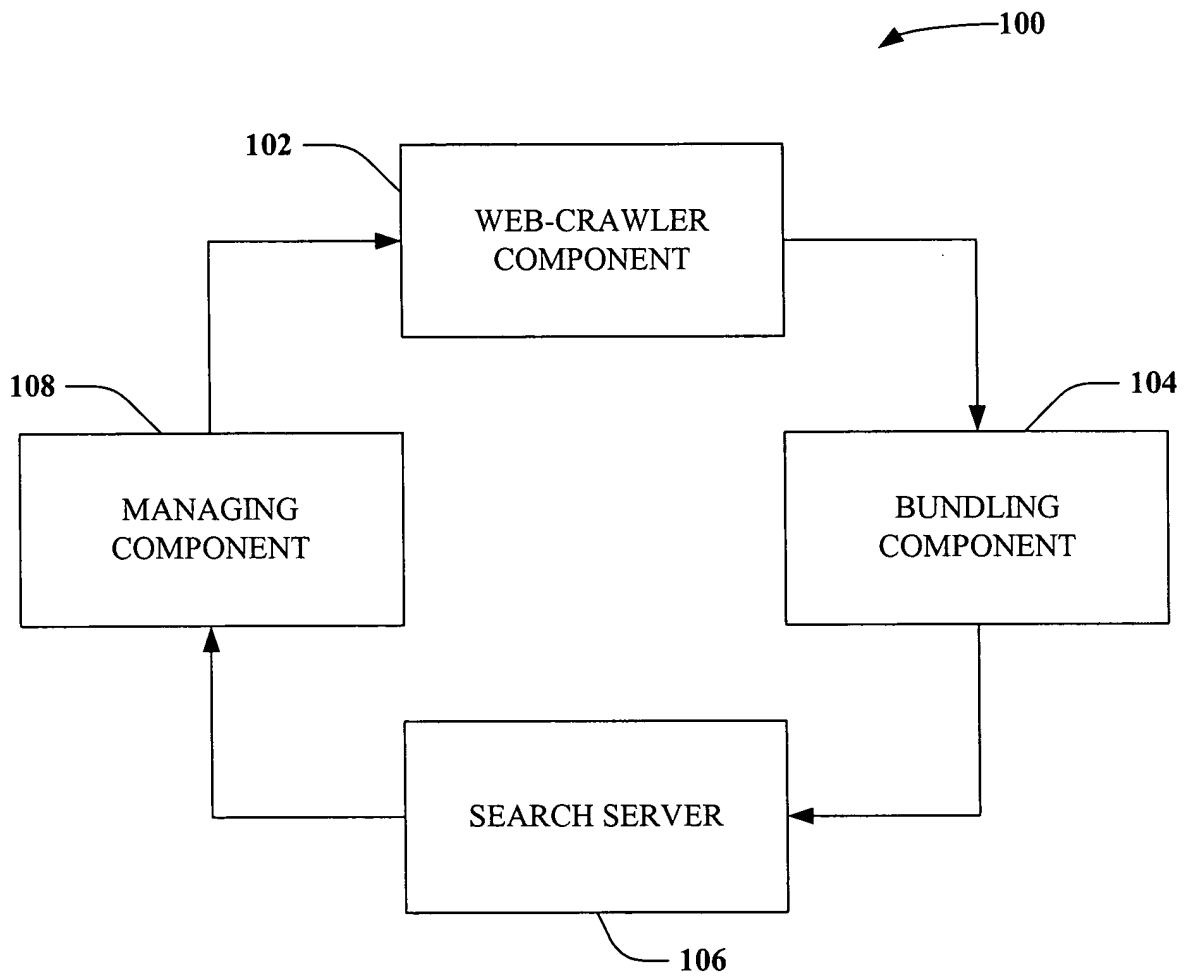 100
102
WEB-CRAWLER
COMPONENT
108
104
MANAGING
COMPONENT
BUNDLING
COMPONENT
SEARCH SERVER
106